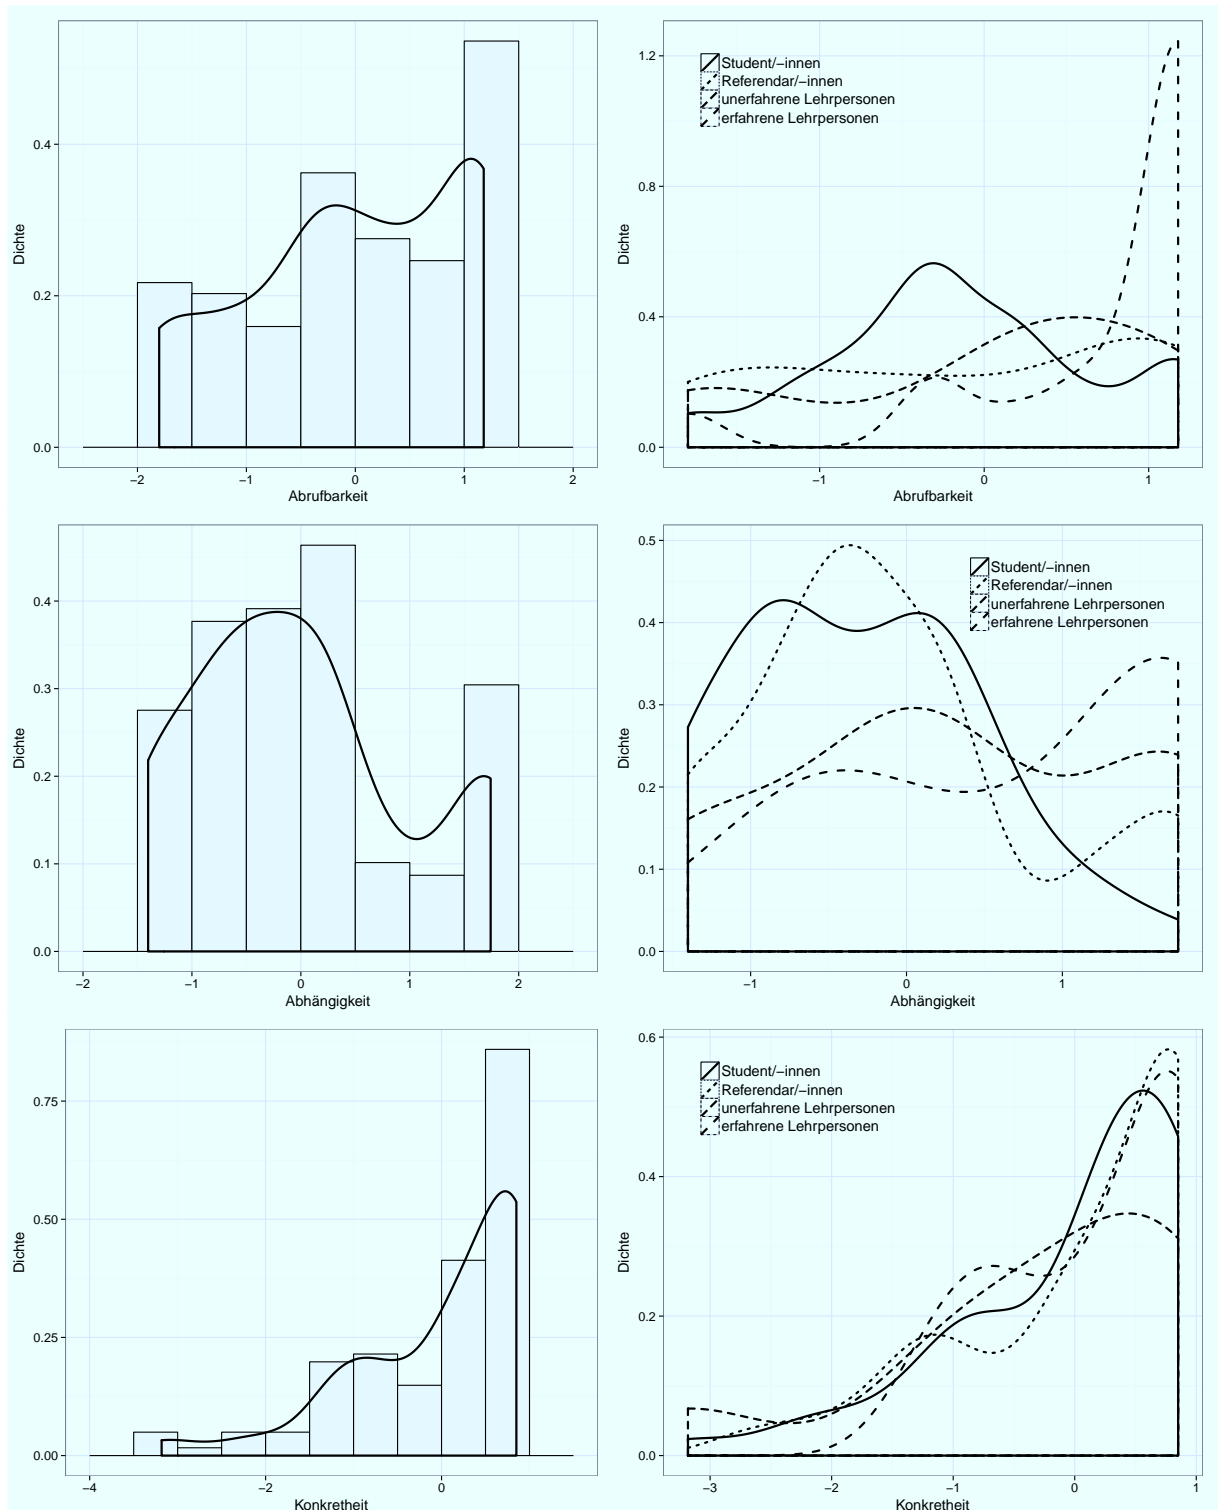 Dichte
0.4
0.2
0.0
−2
−1
0
1
2
Abrufbarkeit
Dichte
1.2
0.8
0.4
0.0
Student/−innen
Referendar/−innen
unerfahrene Lehrpersonen
erfahrene Lehrpersonen
−1
0
1
Abrufbarkeit
Dichte
0.4
0.3
0.2
0.1
0.0
−2
−1
0
1
2
Abhängigkeit
Dichte
0.5
0.4
0.3
0.2
0.1
0.0
Student/−innen
Referendar/−innen
unerfahrene Lehrpersonen
erfahrene Lehrpersonen
−1
0
1
Abhängigkeit
Dichte
0.75
0.50
0.25
0.00
−4
−2
0
Konkretheit
Dichte
0.6
0.4
0.2
0.0
Student/−innen
Referendar/−innen
unerfahrene Lehrpersonen
erfahrene Lehrpersonen
−3
−2
−1
0
1
Konkretheit